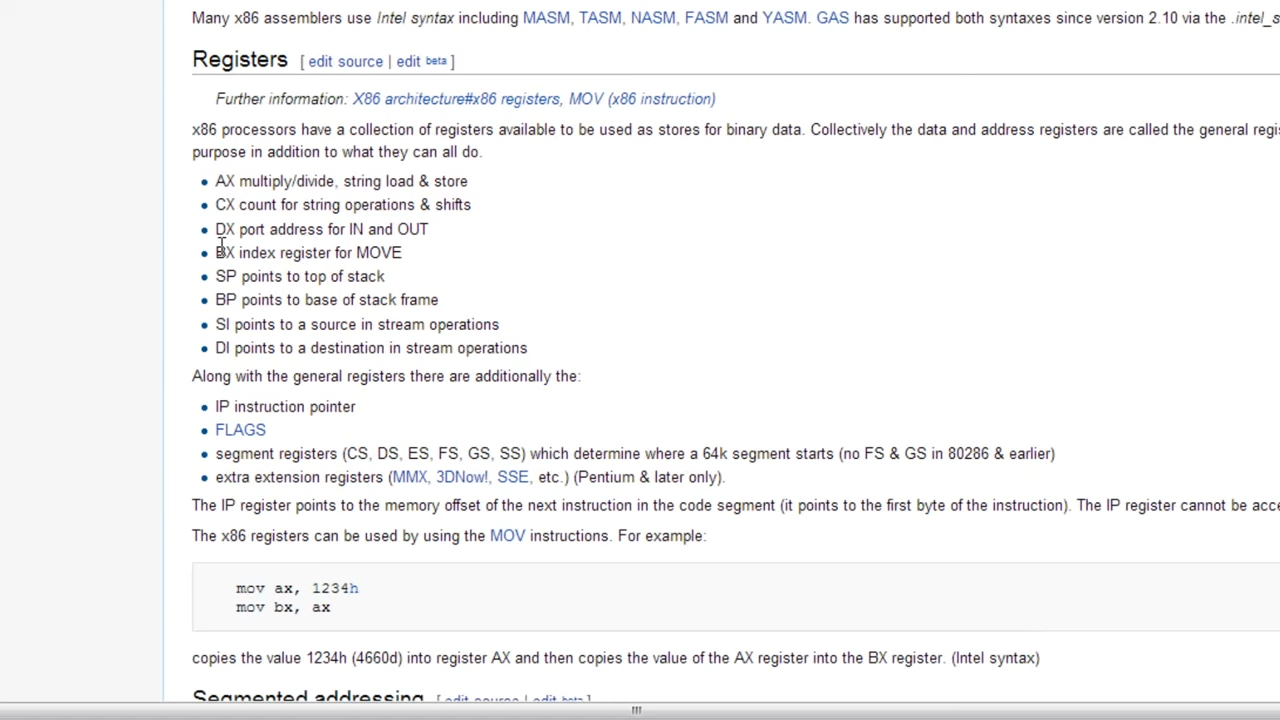 Many x86 assemblers use Intel syntax including MASM, TASM, NASM, FASM and YASM. GAS has supported both syntaxes since version 2.10 via the .intel_s
Registers [ edit source | edit beta ]
Further information: X86 architecture#x86 registers, MOV (x86 instruction)
x86 processors have a collection of registers available to be used as stores for binary data. Collectively the data and address registers are called the general regi
purpose in addition to what they can all do.
AX multiply/divide, string load & store
CX count for string operations & shifts
DX port address for IN and OUT
BX index register for MOVE
SP points to top of stack
BP points to base of stack frame
SI points to a source in stream operations
DI points to a destination in stream operations
Along with the general registers there are additionally the:
IP instruction pointer
FLAGS
segment registers (CS, DS, ES, FS, GS, SS) which determine where a 64k segment starts (no FS & GS in 80286 & earlier)
extra extension registers (MMX, 3DNow!, SSE, etc.) (Pentium & later only).
The IP register points to the memory offset of the next instruction in the code segment (it points to the first byte of the instruction). The IP register cannot be acce
The x86 registers can be used by using the MOV instructions. For example:
mov ax, 1234h
mov bx, ax
copies the value 1234h (4660d) into register AX and then copies the value of the AX register into the BX register. (Intel syntax)
Segmented addressing [ edit source | edit beta ]